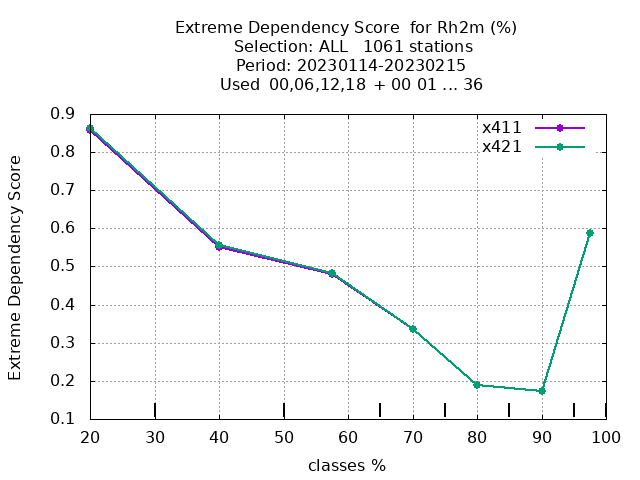 Extreme Dependency Score  for Rh2m (%)
Selection: ALL   1061 stations
Period: 20230114-20230215
Used  00,06,12,18  + 00 01 ... 36
x411
x421
Extreme Dependency Score
0.9
0.8
0.7
0.6
0.5
0.4
0.3
0.2
0.1
20 30 40 50 60 70 80 90 100
classes %